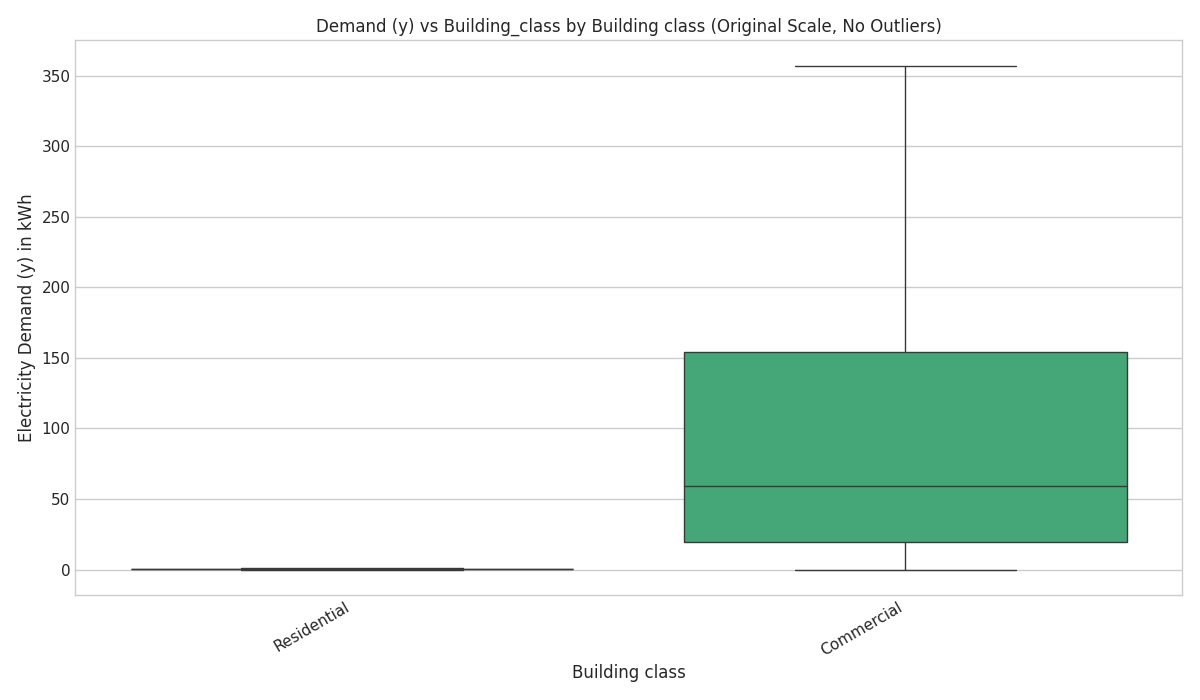 Demand (y) vs Building_class by Building class (Original Scale, No Outliers)
Electricity Demand (y) in kWh
350
300
250
200
150
100
50
0
Residential
Commercial
Building class